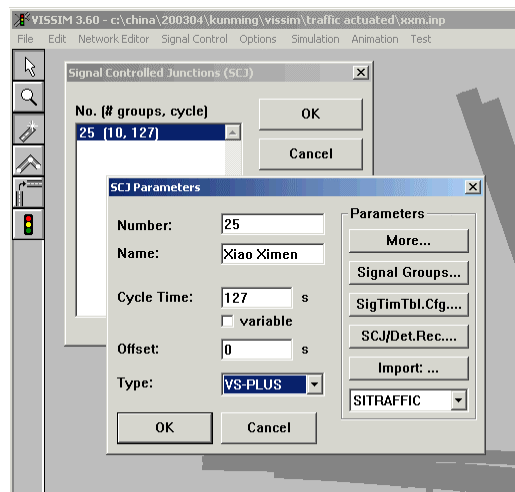 VISSIM 3.60 - c:\china\200304\kunming\vissim\traffic actuated\xxm.inp
File Edit Network Editor Signal Control Options Simulation Animation Test
Signal Controlled Junctions (SCJ)
No. (# groups, cycle)
25 (10, 127)
OK
Cancel
SCJ Parameters
Number: 25
Name: Xiao Ximen
Cycle Time: 127 s
variable
Offset: 0 s
Type: VS-PLUS
OK Cancel
Parameters
More...
Signal Groups...
SigTimTbl.Cfg....
SCJ/Det.Rec....
Import: ...
SITRAFFIC